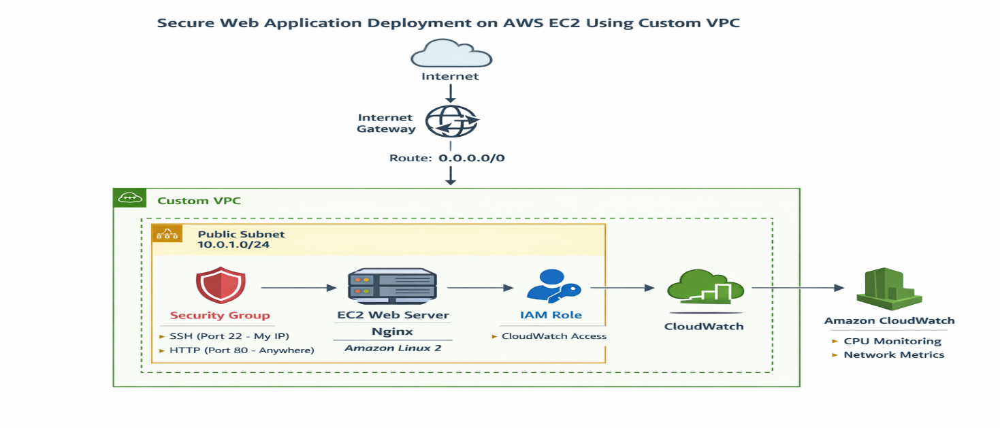 Secure Web Application Deployment on AWS EC2 Using Custom VPC
Internet
Internet
Gateway
Route: 0.0.0.0/0
Custom VPC
Public Subnet
10.0.1.0/24
Security Group
► SSH (Port 22 - My IP)
► HTTP (Port 80 - Anywhere)
EC2 Web Server
Nginx
Amazon Linux 2
IAM Role
► CloudWatch Access
CloudWatch
Amazon CloudWatch
► CPU Monitoring
► Network Metrics